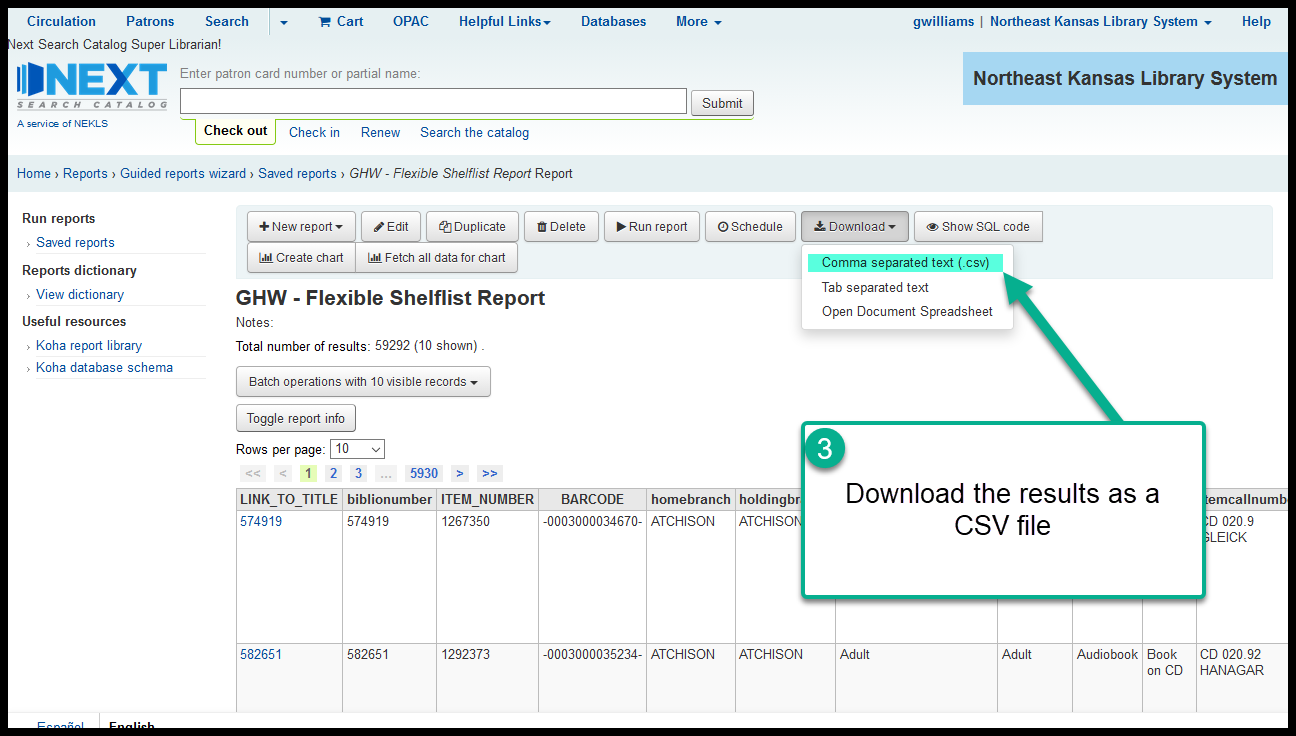 Circulation Patrons Search Cart OPAC Helpful Links Databases More gwilliams | Northeast Kansas Library System Help
Next Search Catalog Super Librarian!
NEXT
SEARCH CATALOG
A service of NEKLS
Enter patron card number or partial name:
Submit
Northeast Kansas Library System
Check out Check in Renew Search the catalog
Home › Reports › Guided reports wizard › Saved reports › GHW - Flexible Shelflist Report Report
Run reports
› Saved reports
Reports dictionary
› View dictionary
Useful resources
› Koha report library
› Koha database schema
New report Edit Duplicate Delete Run report Schedule Download Show SQL code
Create chart Fetch all data for chart
Comma separated text (.csv)
Tab separated text
Open Document Spreadsheet
GHW - Flexible Shelflist Report
Notes:
Total number of results: 59292 (10 shown) .
Batch operations with 10 visible records
Toggle report info
Rows per page: 10
<< < 1 2 3 ... 5930 > >>
3
Download the results as a
CSV file
LINK_TO_TITLE biblionumber ITEM_NUMBER BARCODE homebranch holdingbr temcallnumb
574919 574919 1267350 -0003000034670- ATCHISON ATCHISON CD 020.9
GLEICK
582651 582651 1292373 -0003000035234- ATCHISON ATCHISON Adult Adult Audiobook Book CD 020.92
on CD HANAGAR
Español English